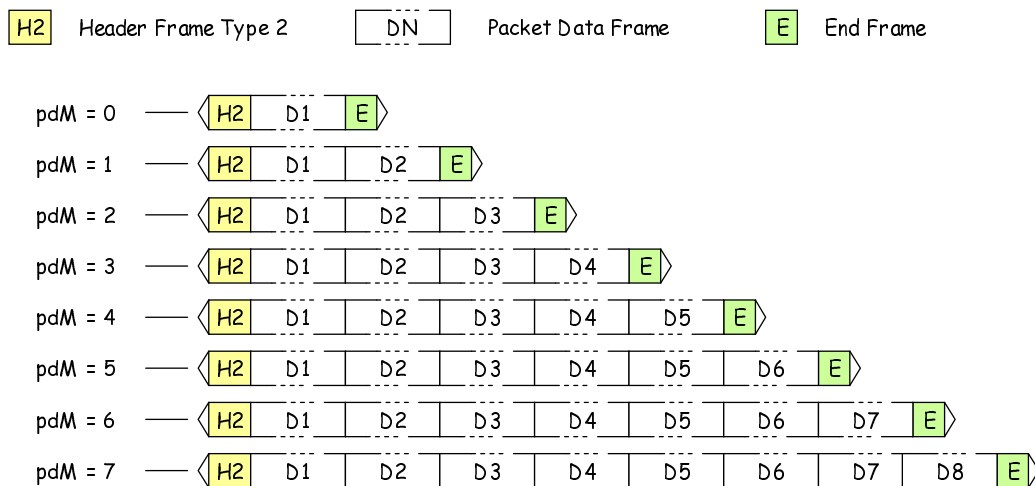 H2 Header Frame Type 2 DN Packet Data Frame E End Frame
pdM = 0 H2 D1 E
pdM = 1 H2 D1 D2 E
pdM = 2 H2 D1 D2 D3 E
pdM = 3 H2 D1 D2 D3 D4 E
pdM = 4 H2 D1 D2 D3 D4 D5 E
pdM = 5 H2 D1 D2 D3 D4 D5 D6 E
pdM = 6 H2 D1 D2 D3 D4 D5 D6 D7 E
pdM = 7 H2 D1 D2 D3 D4 D5 D6 D7 D8 E